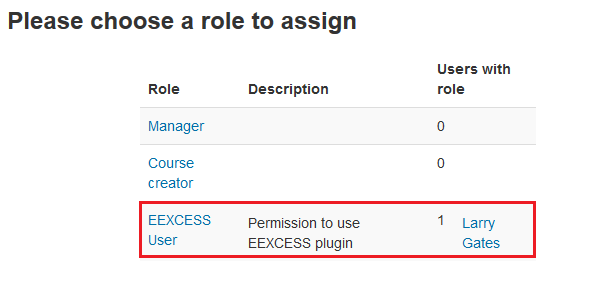 Please choose a role to assign
Users with
Role Description role
Manager 0
Course 0
creator
EEXCESS Permission to use 1 Larry
User EEXCESS plugin Gates